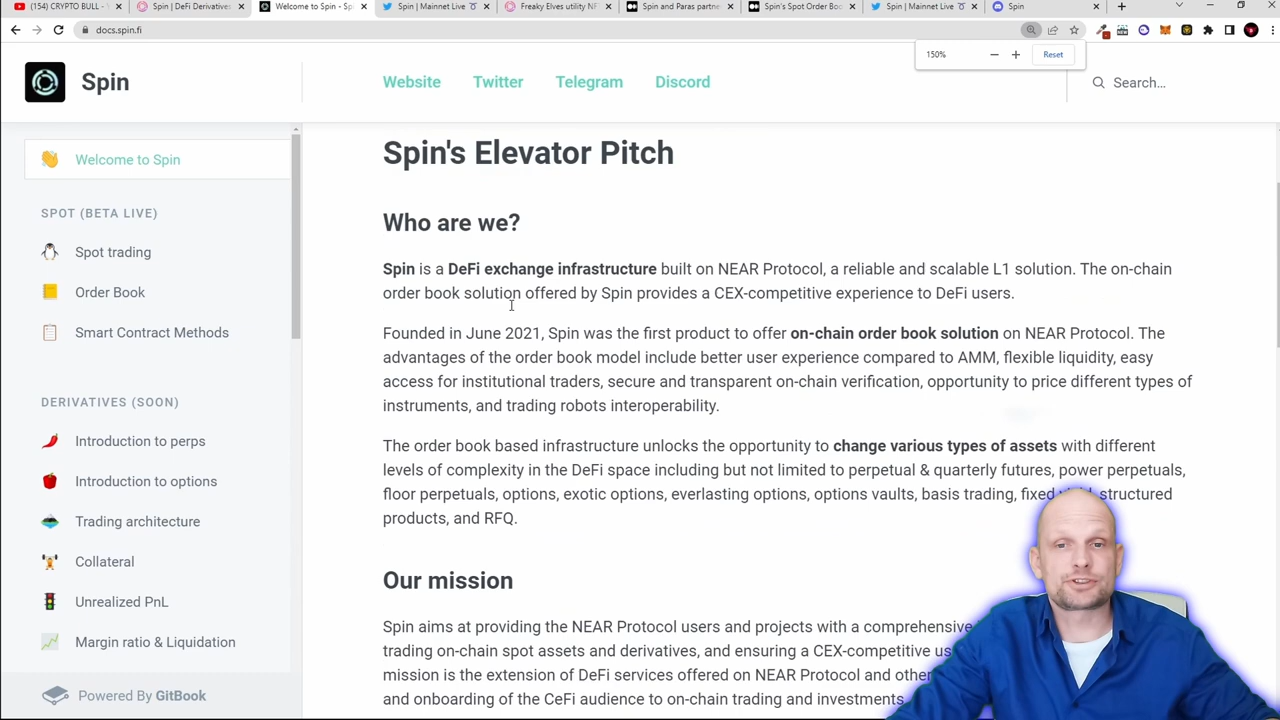 (154) CRYPTO BULL -
Spin | DeFi Derivatives
Welcome to Spin - Sp
Spin | Mainnet Live
Freaky Elves utility NF
Spin and Paras partne
Spin's Spot Order Boo
Spin | Mainnet Live
Spin
docs.spin.fi
150%
Reset
Spin
Website
Twitter
Telegram
Discord
Search...
Welcome to Spin
SPOT (BETA LIVE)
Spot trading
Order Book
Smart Contract Methods
DERIVATIVES (SOON)
Introduction to perps
Introduction to options
Trading architecture
Collateral
Unrealized PnL
Margin ratio & Liquidation
Powered By GitBook
Spin's Elevator Pitch
Who are we?
Spin is a DeFi exchange infrastructure built on NEAR Protocol, a reliable and scalable L1 solution. The on-chain
order book solution offered by Spin provides a CEX-competitive experience to DeFi users.
Founded in June 2021, Spin was the first product to offer on-chain order book solution on NEAR Protocol. The
advantages of the order book model include better user experience compared to AMM, flexible liquidity, easy
access for institutional traders, secure and transparent on-chain verification, opportunity to price different types of
instruments, and trading robots interoperability.
The order book based infrastructure unlocks the opportunity to change various types of assets with different
levels of complexity in the DeFi space including but not limited to perpetual & quarterly futures, power perpetuals,
floor perpetuals, options, exotic options, everlasting options, options vaults, basis trading, fixed structured
products, and RFQ.
Our mission
Spin aims at providing the NEAR Protocol users and projects with a comprehensive
trading on-chain spot assets and derivatives, and ensuring a CEX-competitive
mission is the extension of DeFi services offered on NEAR Protocol and
and onboarding of the CeFi audience to on-chain trading and investments